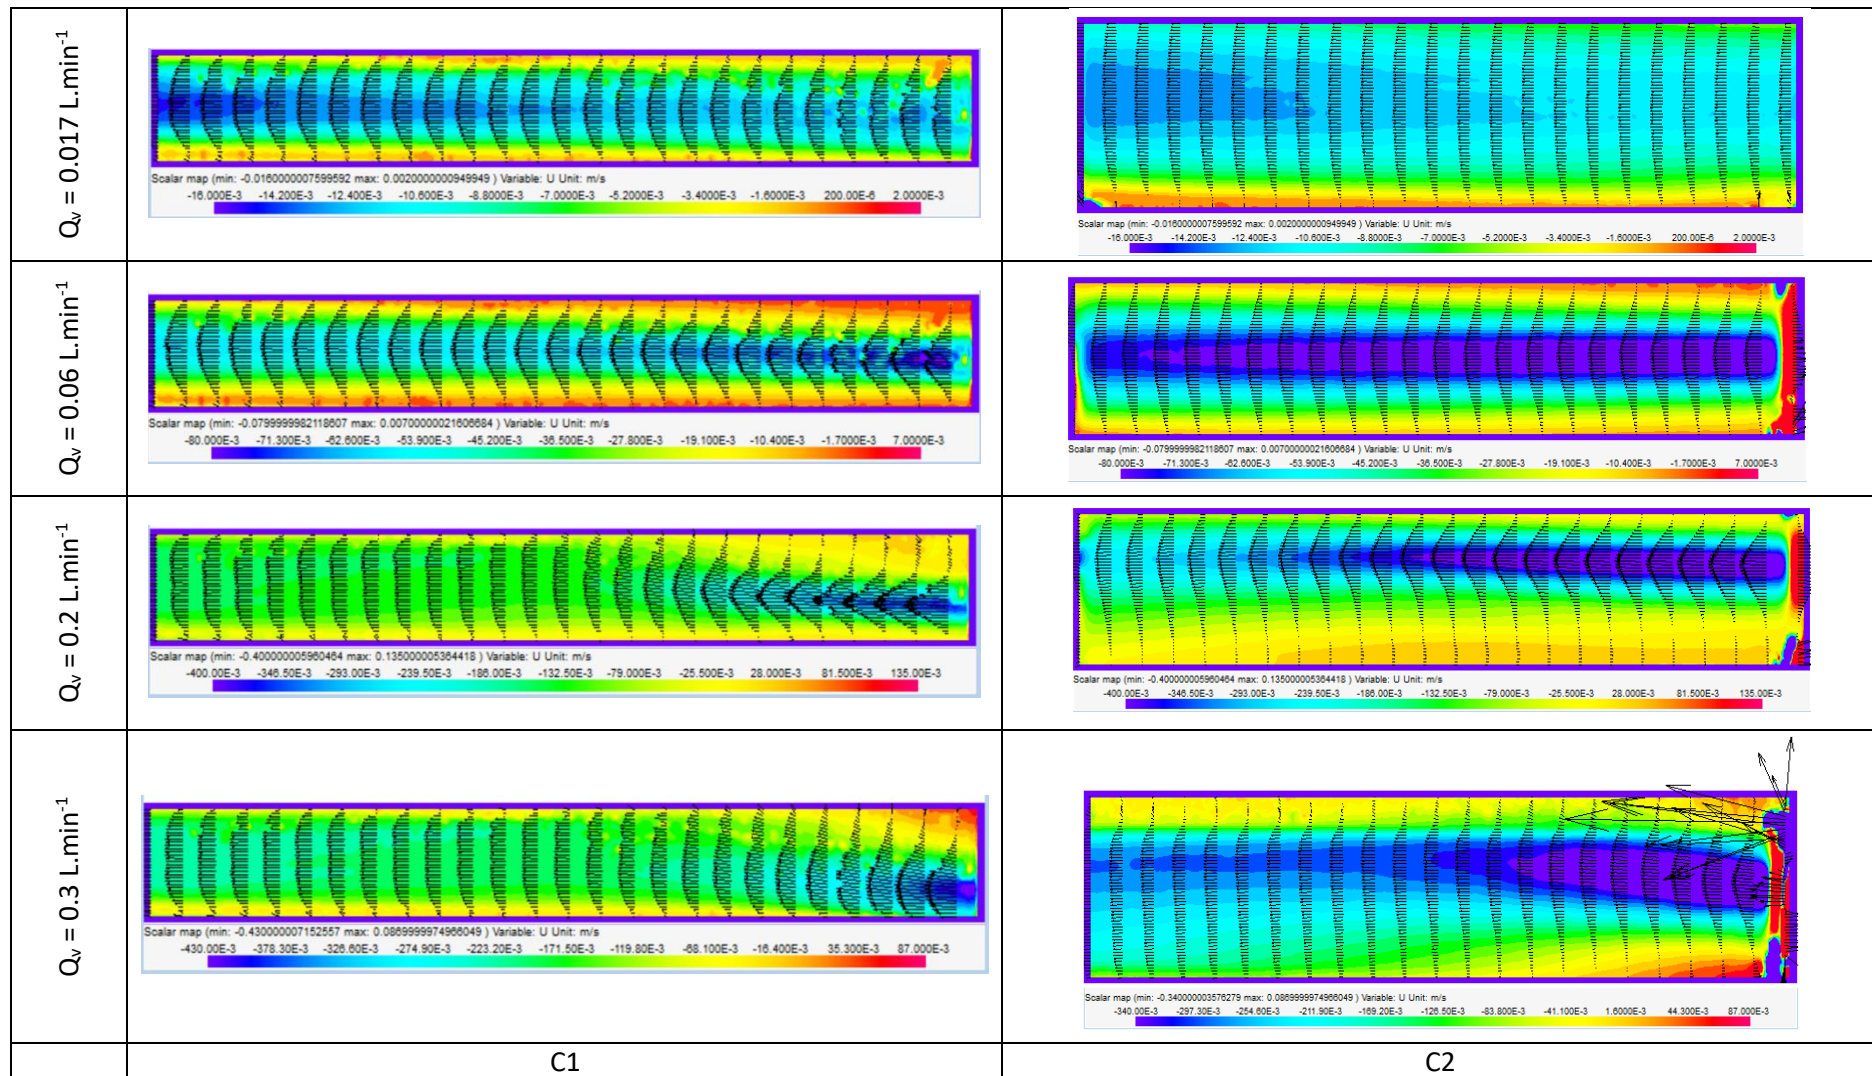 Qv = 0.017 L.min-1
Scalar map (min: -0.0160000007599592 max: 0.0020000000949949 ) Variable: U Unit: m/s
-16.000E-3 -14.200E-3 -12.400E-3 -10.600E-3 -8.8000E-3 -7.0000E-3 -5.2000E-3 -3.4000E-3 -1.6000E-3 200.00E-6 2.0000E-3
Scalar map (min: -0.0160000007599592 max: 0.0020000000949949 ) Variable: U Unit: m/s
-16.000E-3 -14.200E-3 -12.400E-3 -10.600E-3 -8.8000E-3 -7.0000E-3 -5.2000E-3 -3.4000E-3 -1.6000E-3 200.00E-6 2.0000E-3
Qv = 0.06 L.min-1
Scalar map (min: -0.0799999982118607 max: 0.00700000021606684 ) Variable: U Unit: m/s
-80.000E-3 -71.300E-3 -62.600E-3 -53.900E-3 -45.200E-3 -36.500E-3 -27.800E-3 -19.100E-3 -10.400E-3 -1.7000E-3 7.0000E-3
Scalar map (min: -0.0799999982118607 max: 0.00700000021606684 ) Variable: U Unit: m/s
-80.000E-3 -71.300E-3 -62.600E-3 -53.900E-3 -45.200E-3 -36.500E-3 -27.800E-3 -19.100E-3 -10.400E-3 -1.7000E-3 7.0000E-3
Qv = 0.2 L.min-1
Scalar map (min: -0.400000005960464 max: 0.135000005364418 ) Variable: U Unit: m/s
-400.00E-3 -346.50E-3 -293.00E-3 -239.50E-3 -186.00E-3 -132.50E-3 -79.000E-3 -25.500E-3 28.000E-3 81.500E-3 135.00E-3
Scalar map (min: -0.400000005960464 max: 0.135000005364418 ) Variable: U Unit: m/s
-400.00E-3 -346.50E-3 -293.00E-3 -239.50E-3 -186.00E-3 -132.50E-3 -79.000E-3 -25.500E-3 28.000E-3 81.500E-3 135.00E-3
Qv = 0.3 L.min-1
Scalar map (min: -0.430000007152557 max: 0.0869999974966049 ) Variable: U Unit: m/s
-430.00E-3 -378.30E-3 -326.60E-3 -274.90E-3 -223.20E-3 -171.50E-3 -119.80E-3 -68.100E-3 -16.400E-3 35.300E-3 87.000E-3
Scalar map (min: -0.340000003576279 max: 0.0869999974966049 ) Variable: U Unit: m/s
-340.00E-3 -297.30E-3 -254.60E-3 -211.90E-3 -169.20E-3 -126.50E-3 -83.800E-3 -41.100E-3 1.6000E-3 44.300E-3 87.000E-3
C1 C2